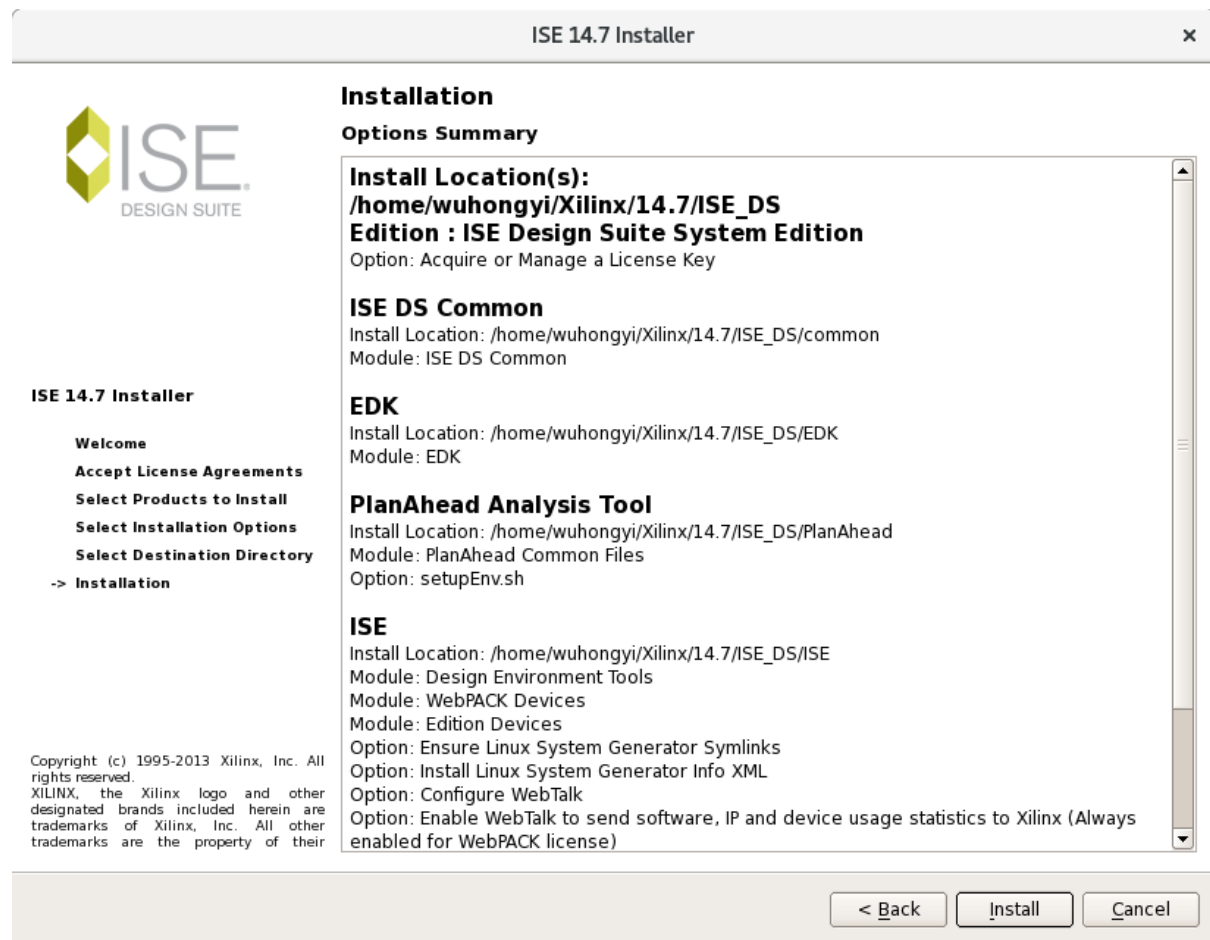 ISE 14.7 Installer
×
ISE
DESIGN SUITE
ISE 14.7 Installer
Welcome
Accept License Agreements
Select Products to Install
Select Installation Options
Select Destination Directory
-> Installation
Copyright (c) 1995-2013 Xilinx, Inc. All
rights reserved.
XILINX, the Xilinx logo and other
designated brands included herein are
trademarks of Xilinx, Inc. All other
trademarks are the property of their
Installation
Options Summary
Install Location(s):
/home/wuhongyi/Xilinx/14.7/ISE_DS
Edition : ISE Design Suite System Edition
Option: Acquire or Manage a License Key
ISE DS Common
Install Location: /home/wuhongyi/Xilinx/14.7/ISE_DS/common
Module: ISE DS Common
EDK
Install Location: /home/wuhongyi/Xilinx/14.7/ISE_DS/EDK
Module: EDK
PlanAhead Analysis Tool
Install Location: /home/wuhongyi/Xilinx/14.7/ISE_DS/PlanAhead
Module: PlanAhead Common Files
Option: setupEnv.sh
ISE
Install Location: /home/wuhongyi/Xilinx/14.7/ISE_DS/ISE
Module: Design Environment Tools
Module: WebPACK Devices
Module: Edition Devices
Option: Ensure Linux System Generator Symlinks
Option: Install Linux System Generator Info XML
Option: Configure WebTalk
Option: Enable WebTalk to send software, IP and device usage statistics to Xilinx (Always
enabled for WebPACK license)
< Back
Install
Cancel